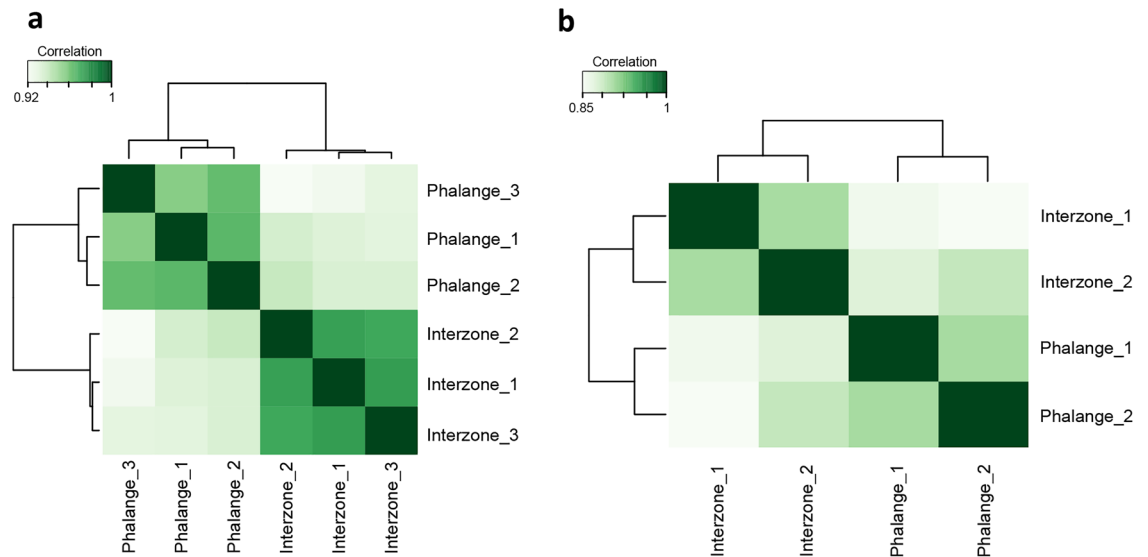 a
Correlation
0.92 1
Phalange_3
Phalange_1
Phalange_2
Interzone_2
Interzone_1
Interzone_3
Phalange_3
Phalange_1
Phalange_2
Interzone_2
Interzone_1
Interzone_3
b
Correlation
0.85 1
Interzone_1
Interzone_2
Phalange_1
Phalange_2
Interzone_1
Interzone_2
Phalange_1
Phalange_2